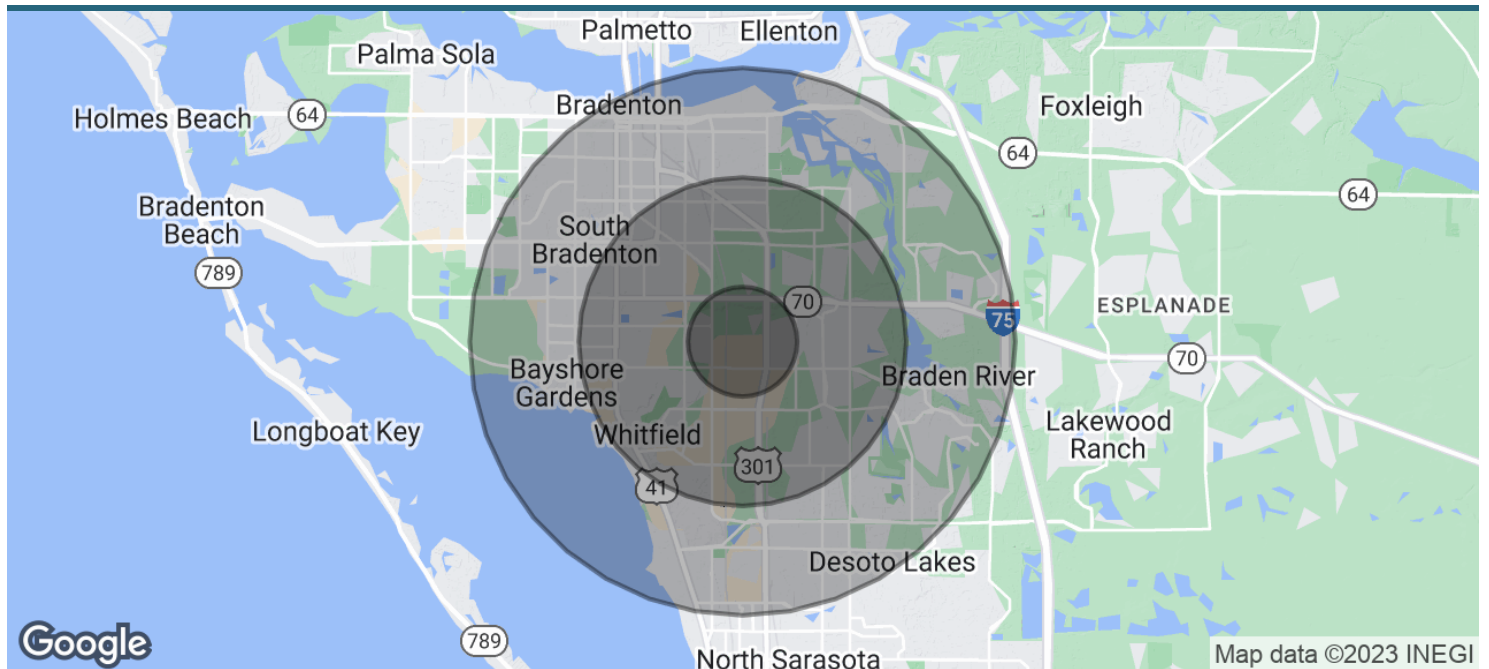 Palmetto
Ellenton
Palma Sola
Bradenton
Foxleigh
Holmes Beach
64
64
64
Bradenton
Beach
South
Bradenton
789
70
75
ESPLANADE
70
Bayshore
Gardens
Braden River
Longboat Key
Whitfield
Lakewood
Ranch
301
41
Desoto Lakes
Google
789
North Sarasota
Map data ©2023 INEGI